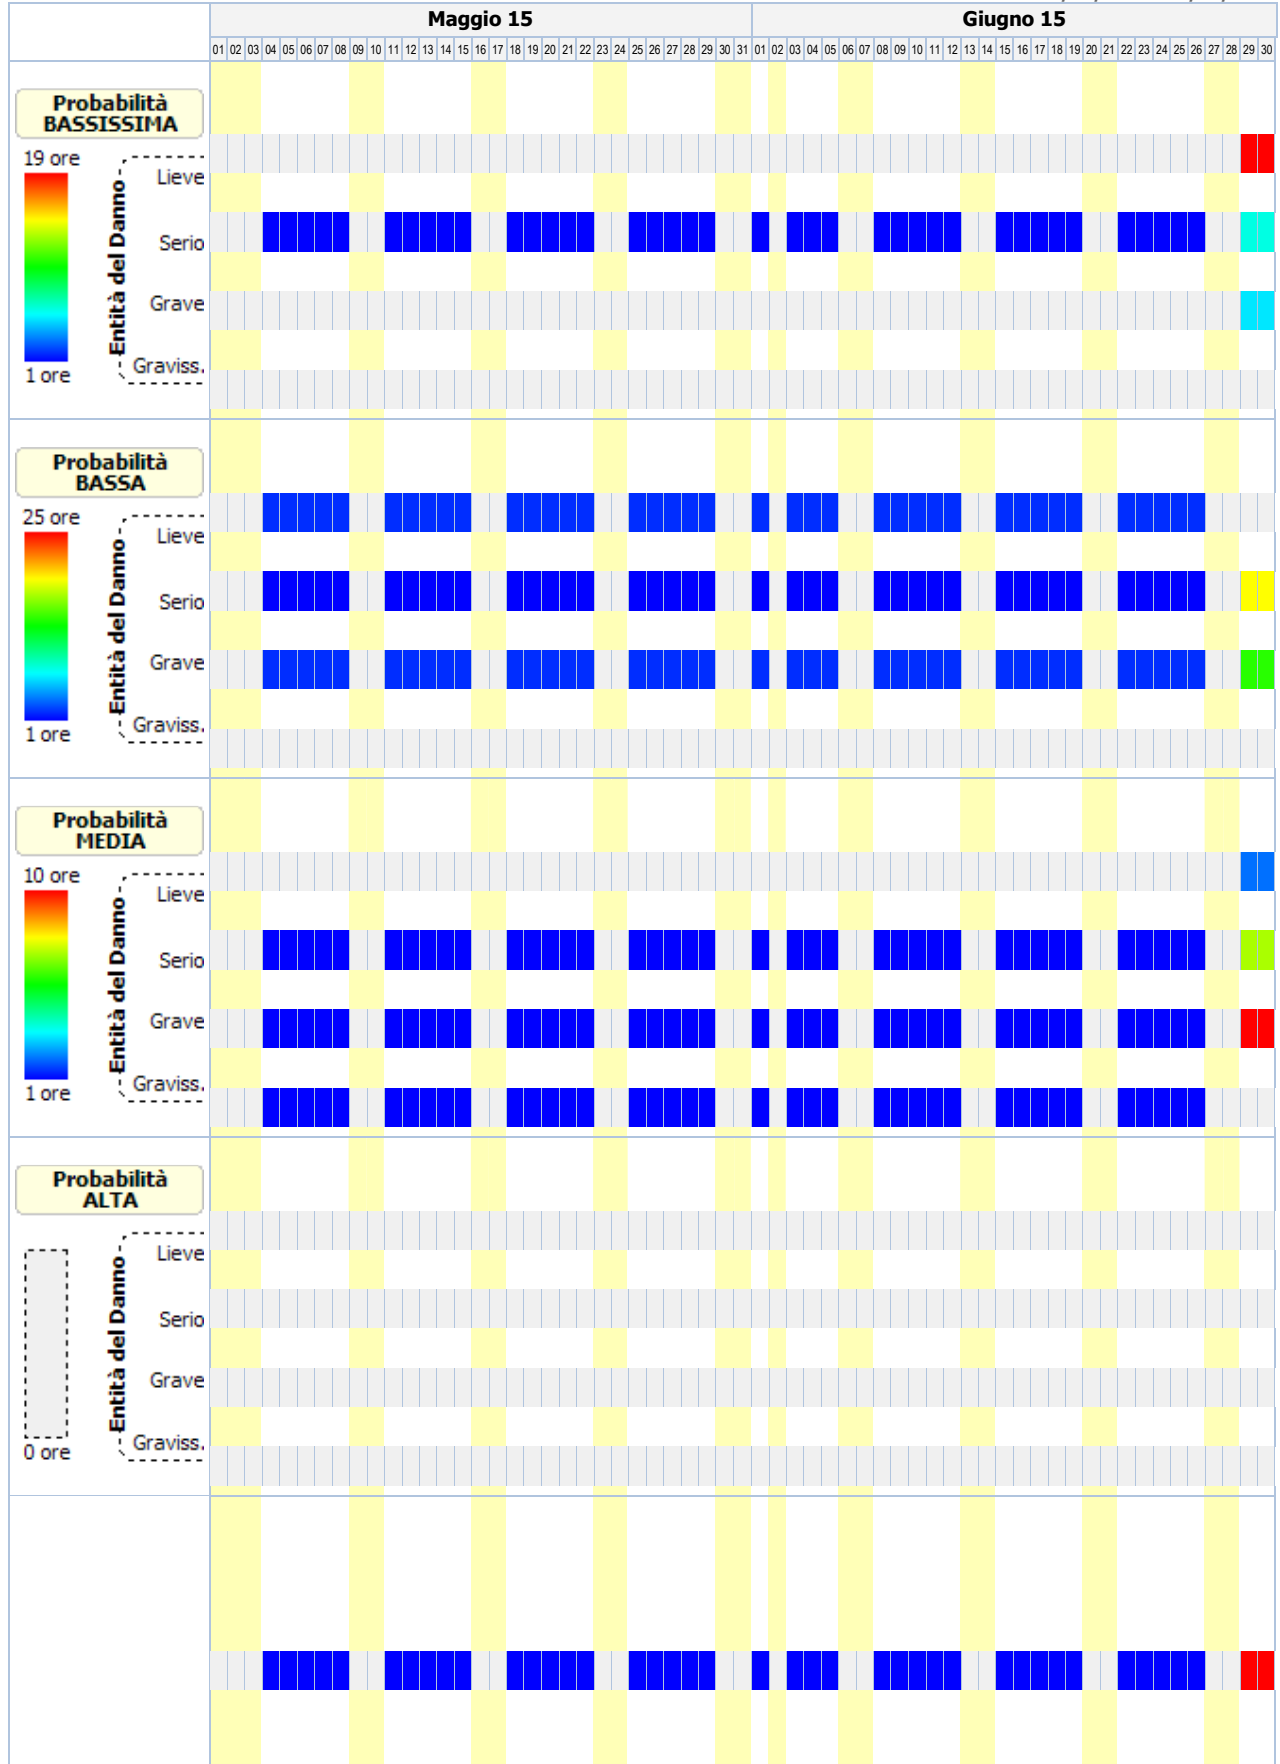 Maggio 15 Giugno 15
01 02 03 04 05 06 07 08 09 10 11 12 13 14 15 16 17 18 19 20 21 22 23 24 25 26 27 28 29 30 31 01 02 03 04 05 06 07 08 09 10 11 12 13 14 15 16 17 18 19 20 21 22 23 24 25 26 27 28 29 30
Probabilità
BASSISSIMA
19 ore
Entità del Danno
Lieve
Serio
Grave
Graviss.
1 ore
Probabilità
BASSA
25 ore
Entità del Danno
Lieve
Serio
Grave
Graviss.
1 ore
Probabilità
MEDIA
10 ore
Entità del Danno
Lieve
Serio
Grave
Graviss.
1 ore
Probabilità
ALTA
Entità del Danno
Lieve
Serio
Grave
Graviss.
0 ore